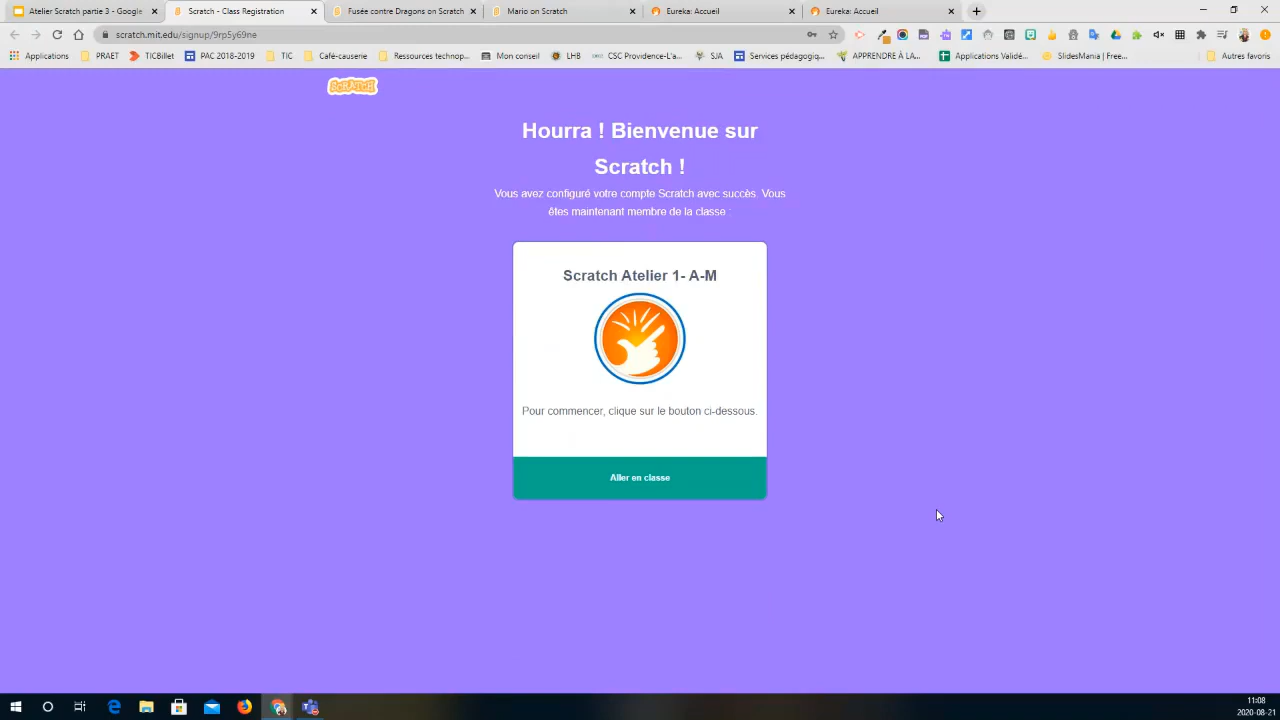 Atelier Scratch partie 3 - Google
Scratch - Class Registration
Fusée contre Dragons on Scratch
Mario on Scratch
Eureka: Accueil
Eureka: Accueil
scratch.mit.edu/signup/9rp5y69ne
Applications
PRAET
TICBillet
PAC 2018-2019
TIC
Café-causerie
Ressources technop...
Mon conseil
LHB
CSC Providence-L'a...
SJA
Services pédagogiq...
APPRENDRE À LA...
Applications Validé...
SlidesMania | Free...
Autres favoris
SCRATCH
Hourra ! Bienvenue sur
Scratch !
Vous avez configuré votre compte Scratch avec succès. Vous
êtes maintenant membre de la classe :
Scratch Atelier 1- A-M
Pour commencer, clique sur le bouton ci-dessous.
Aller en classe
11:08
2020-08-21